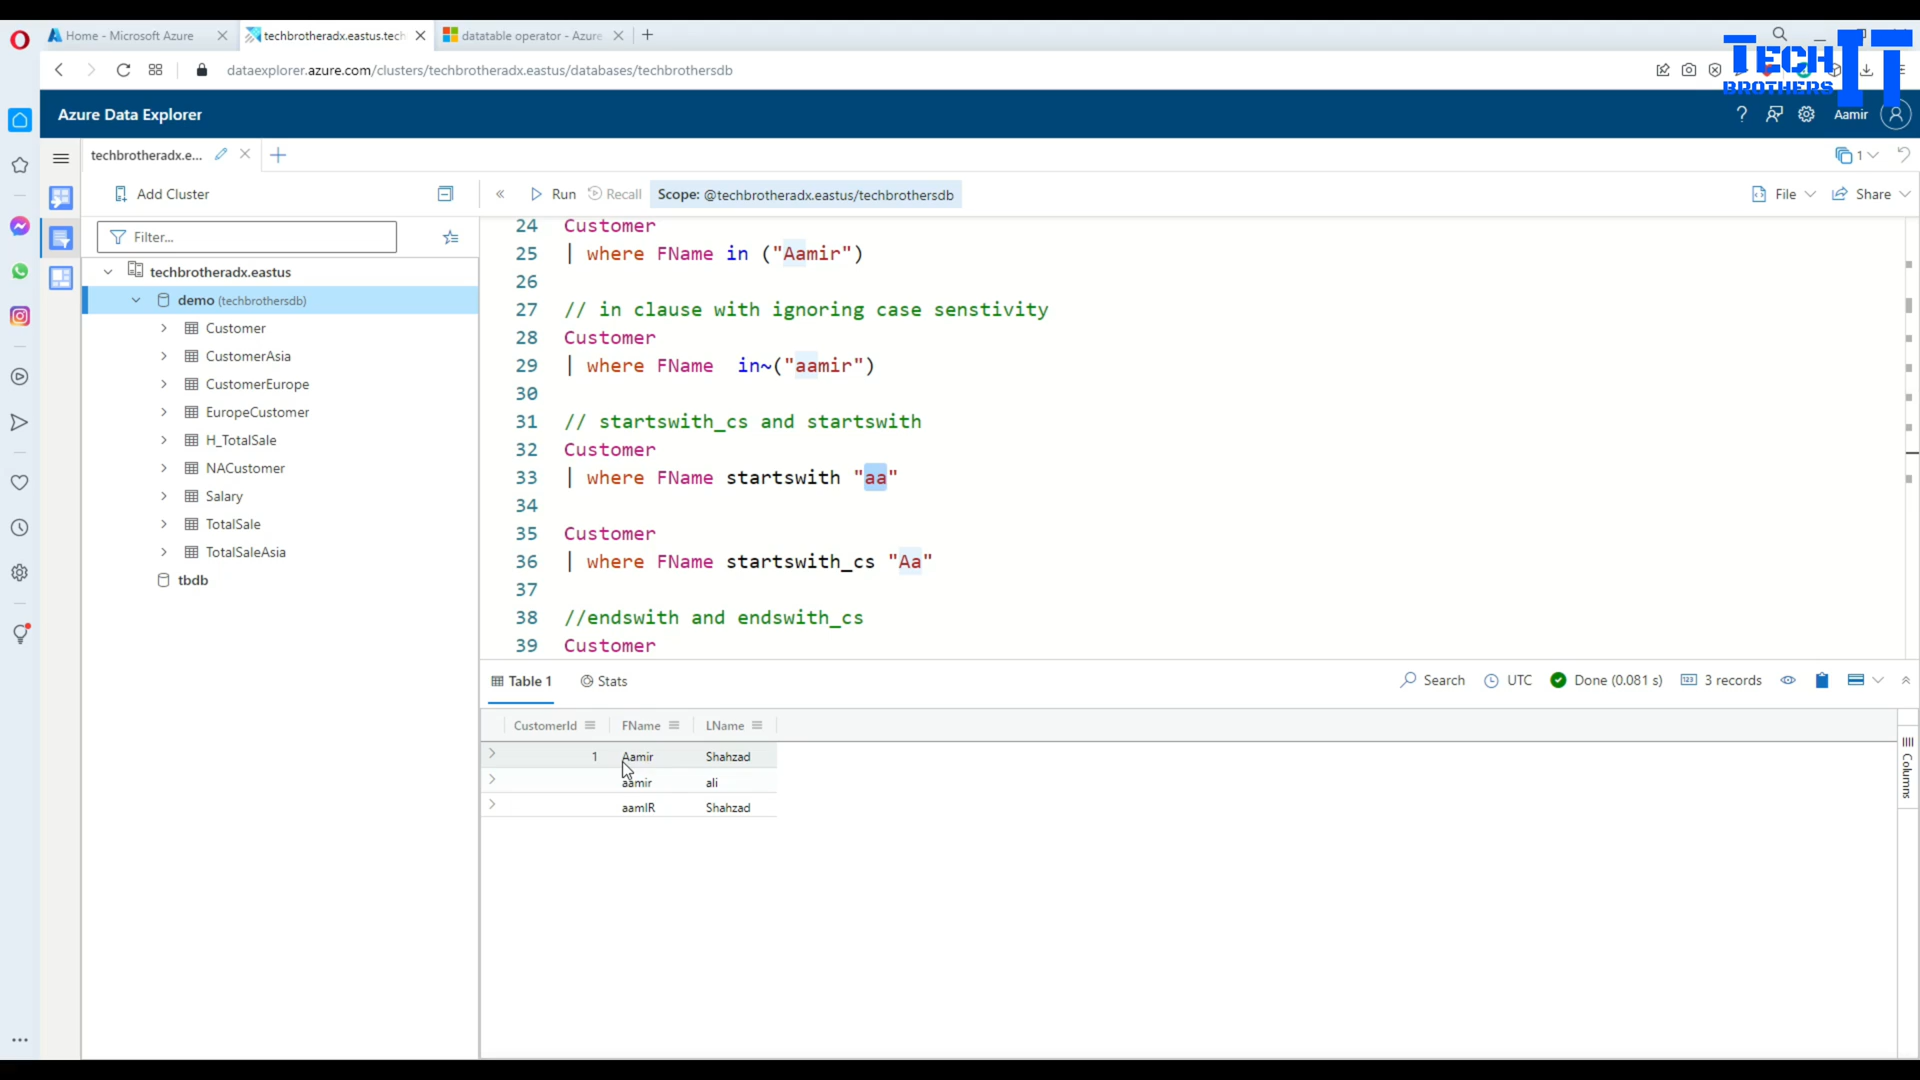 Home - Microsoft Azure
techbrotheradx.eastus.tech
datatable operator - Azure
TECH IT
BROTHERS
dataexplorer.azure.com/clusters/techbrotheradx.eastus/databases/techbrothersdb
Azure Data Explorer
? Aamir
techbrotheradx.e...
1
Add Cluster
Run
Recall
Scope: @techbrotheradx.eastus/techbrothersdb
File
Share
Filter...
techbrotheradx.eastus
demo (techbrothersdb)
Customer
CustomerAsia
CustomerEurope
EuropeCustomer
H_TotalSale
NACustomer
Salary
TotalSale
TotalSaleAsia
tbdb
24 Customer
25 | where FName in ("Aamir")
26
27 // in clause with ignoring case senstivity
28 Customer
29 | where FName  in~("aamir")
30
31 // startswith_cs and startswith
32 Customer
33 | where FName startswith "aa"
34
35 Customer
36 | where FName startswith_cs "Aa"
37
38 //endswith and endswith_cs
39 Customer
Table 1
Stats
Search
UTC
Done (0.081 s)
3 records
CustomerId FName LName
1 Aamir Shahzad
aamir ali
aamIR Shahzad
Columns